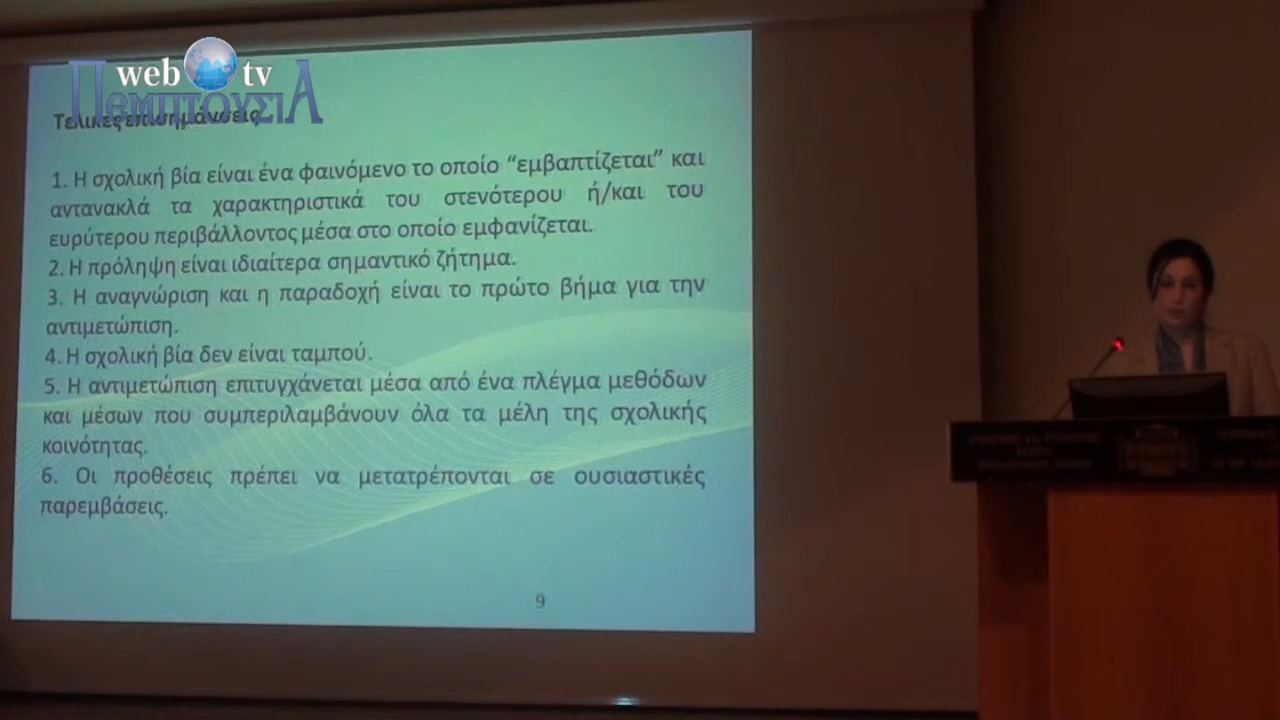 web tv
ΠΕΜΠΤΟΥΣΙΑ
Τελικές επισημάνσεις
1. Η σχολική βία είναι ένα φαινόμενο το οποίο “εμβαπτίζεται” και
αντανακλά τα χαρακτηριστικά του στενότερου ή/και του
ευρύτερου περιβάλλοντος μέσα στο οποίο εμφανίζεται.
2. Η πρόληψη είναι ιδιαίτερα σημαντικό ζήτημα.
3. Η αναγνώριση και η παραδοχή είναι το πρώτο βήμα για την
αντιμετώπιση.
4. Η σχολική βία δεν είναι ταμπού.
5. Η αντιμετώπιση επιτυγχάνεται μέσα από ένα πλέγμα μεθόδων
και μέσων που συμπεριλαμβάνουν όλα τα μέλη της σχολικής
κοινότητας.
6. Οι προθέσεις πρέπει να μετατρέπονται σε ουσιαστικές
παρεμβάσεις.
9